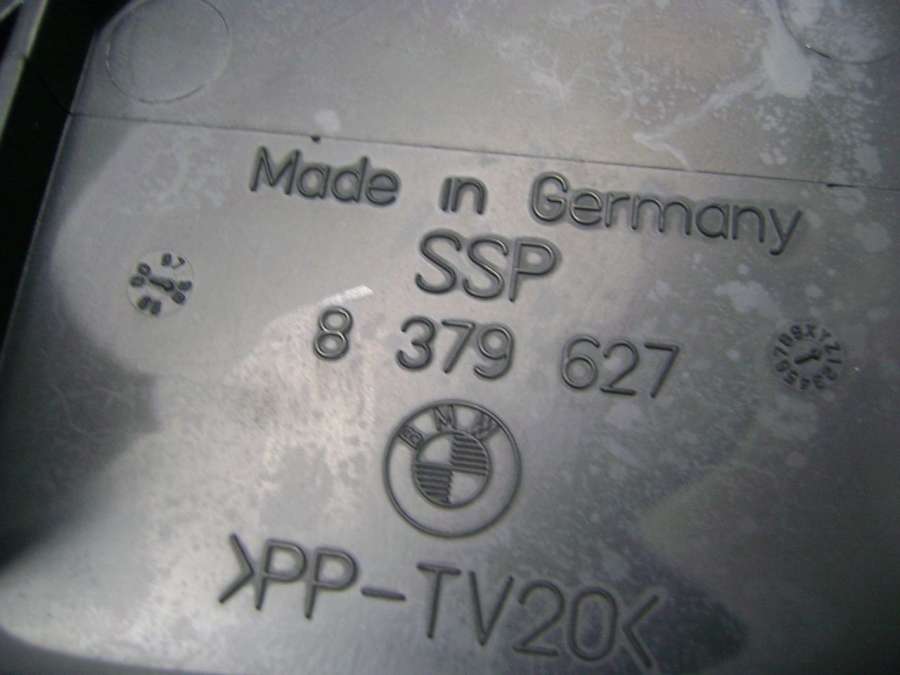 Made in Germany
SSP
8 379 627
BMW
>PP-TV20<